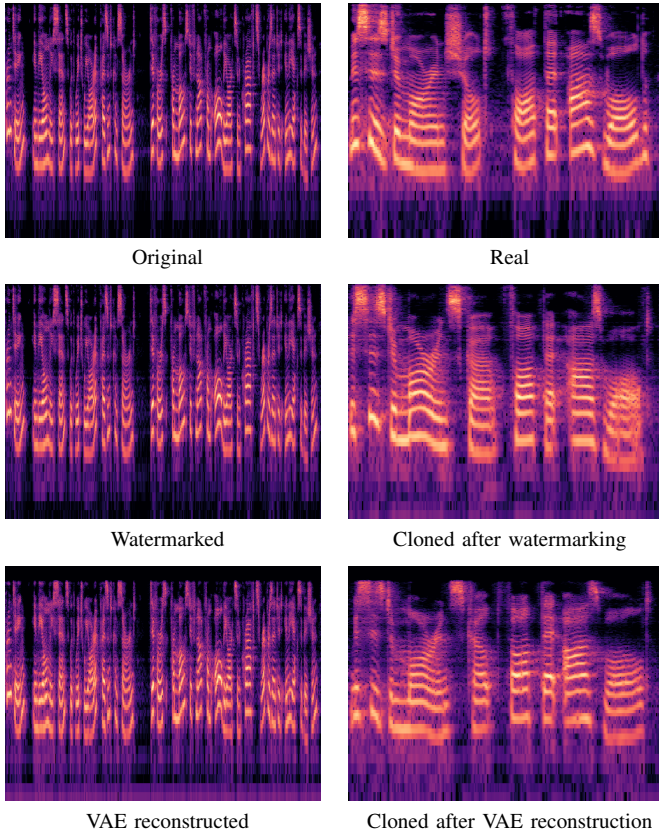 Original
Real
Watermarked
Cloned after watermarking
VAE reconstructed
Cloned after VAE reconstruction